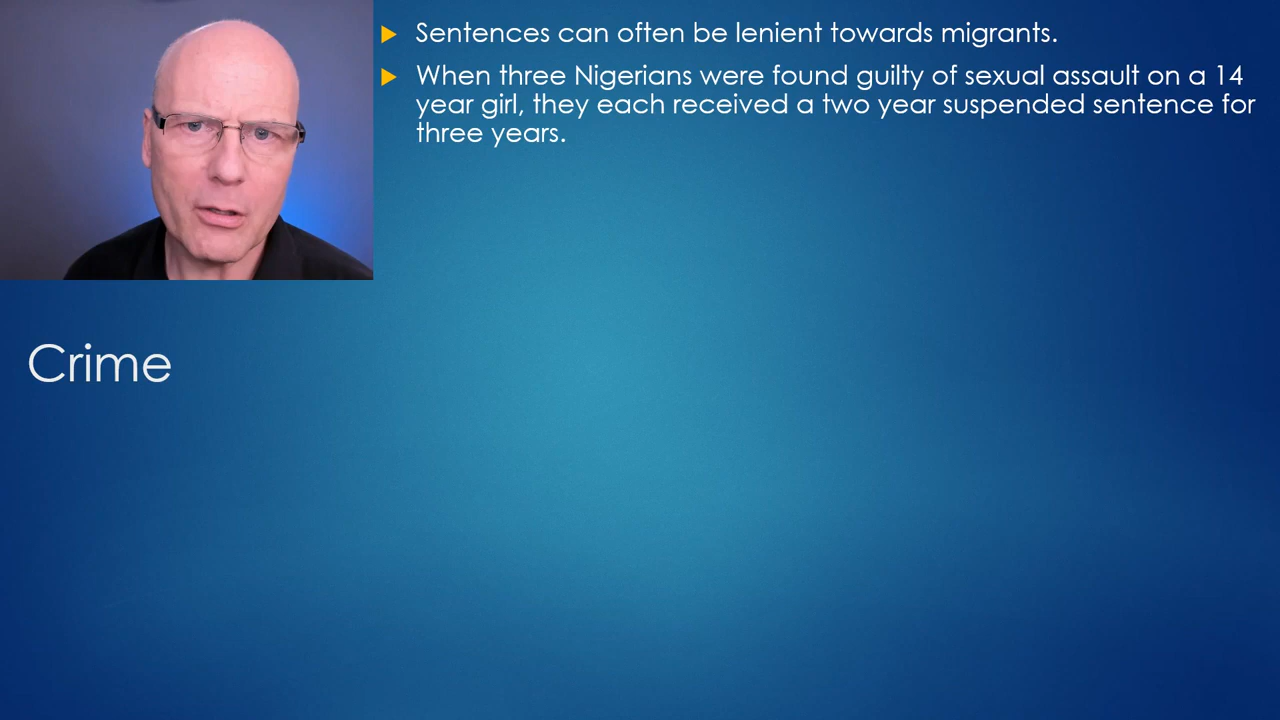 Sentences can often be lenient towards migrants.
When three Nigerians were found guilty of sexual assault on a 14
year girl, they each received a two year suspended sentence for
three years.
Crime